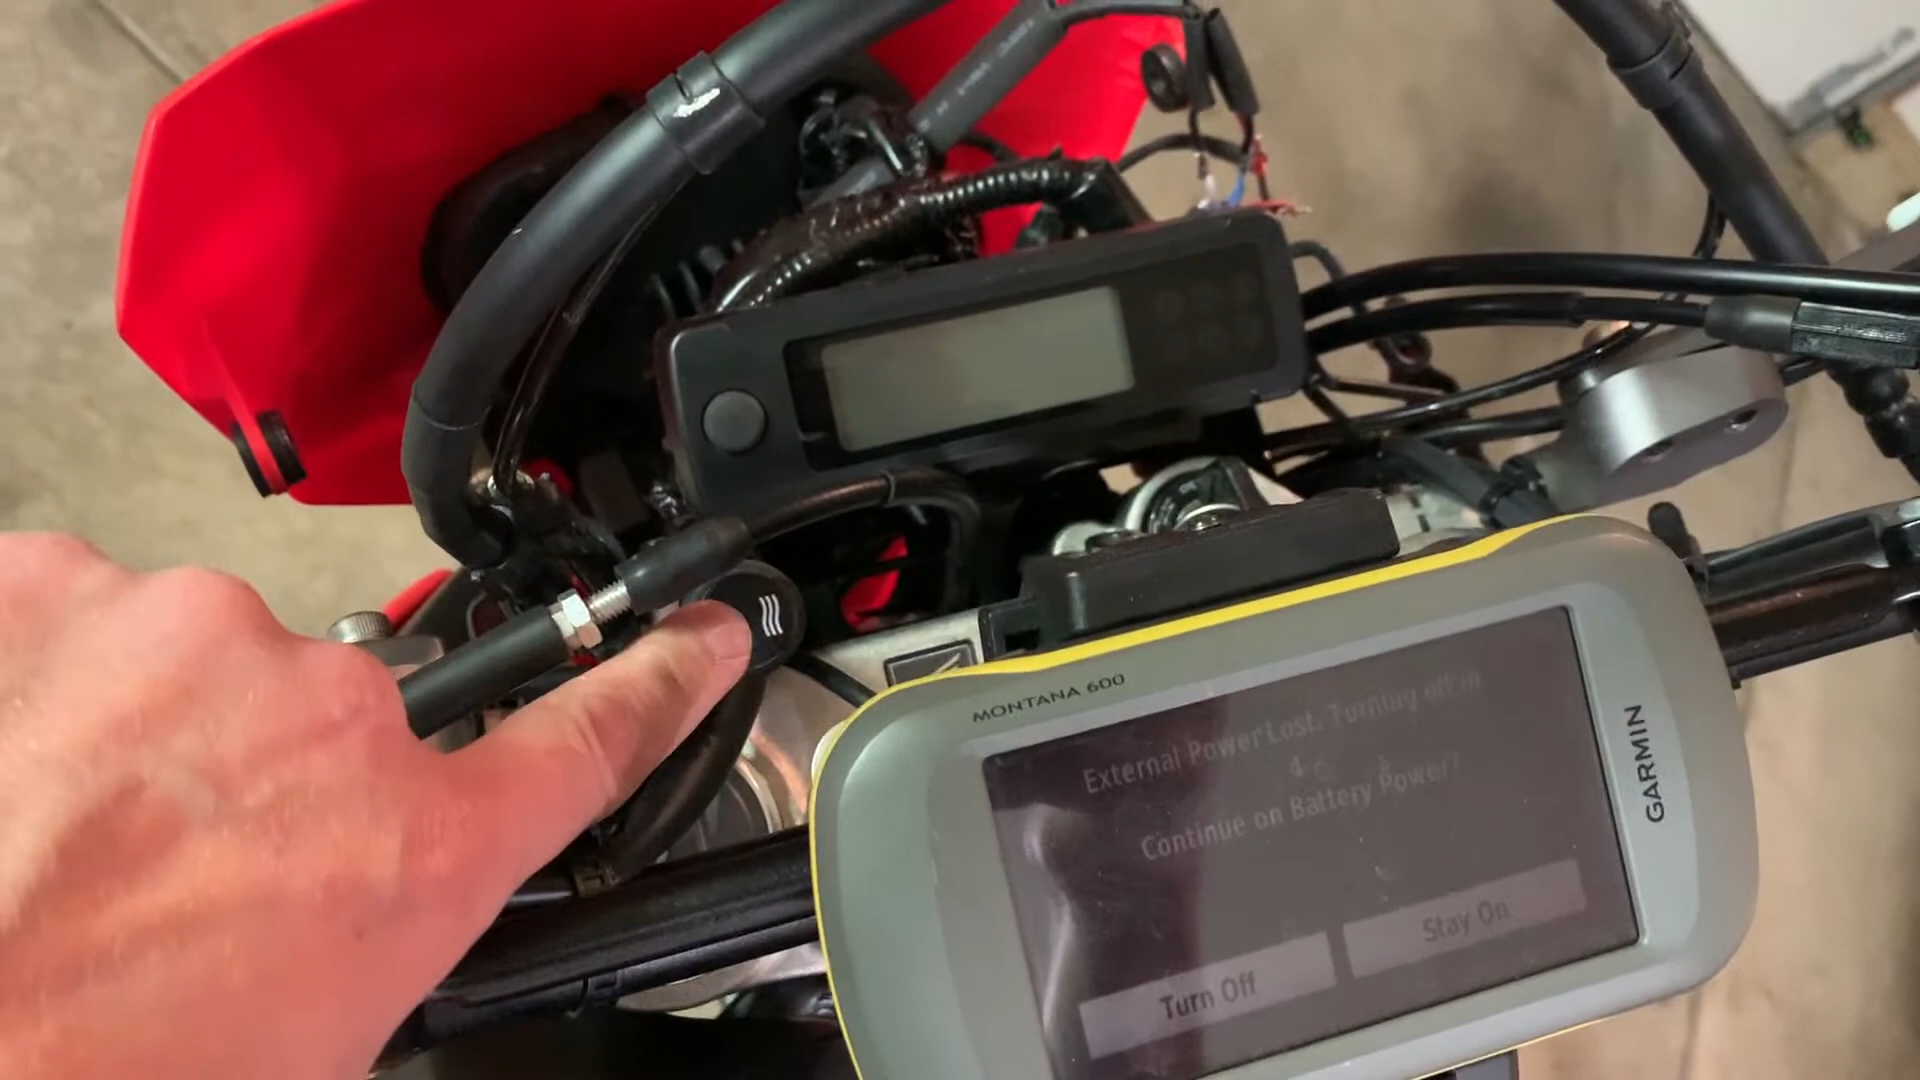 MONTANA 600
External Power Lost. Turning off in
Continue on Battery Power?
Turn Off
Stay On
GARMIN